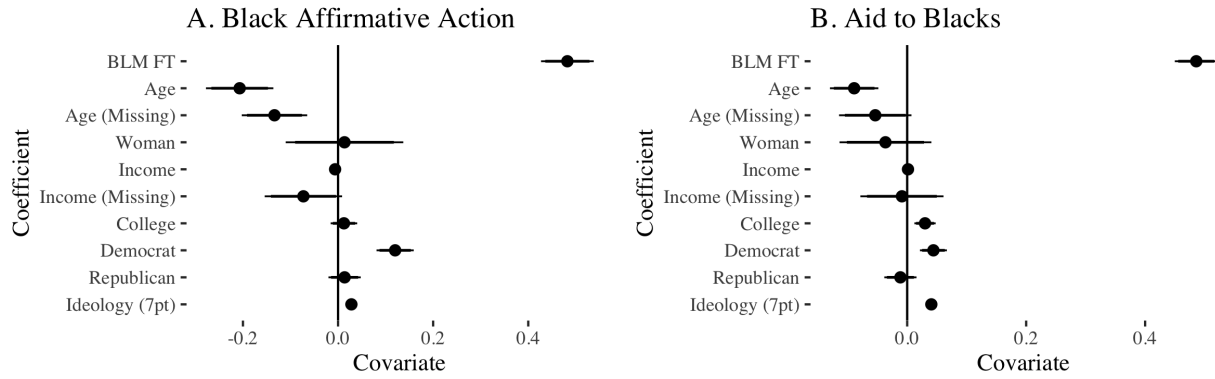 A. Black Affirmative Action
Coefficient
BLM FT
Age
Age (Missing)
Woman
Income
Income (Missing)
College
Democrat
Republican
Ideology (7pt)
-0.2 0.0 0.2 0.4
Covariate
B. Aid to Blacks
Coefficient
BLM FT
Age
Age (Missing)
Woman
Income
Income (Missing)
College
Democrat
Republican
Ideology (7pt)
0.0 0.2 0.4
Covariate